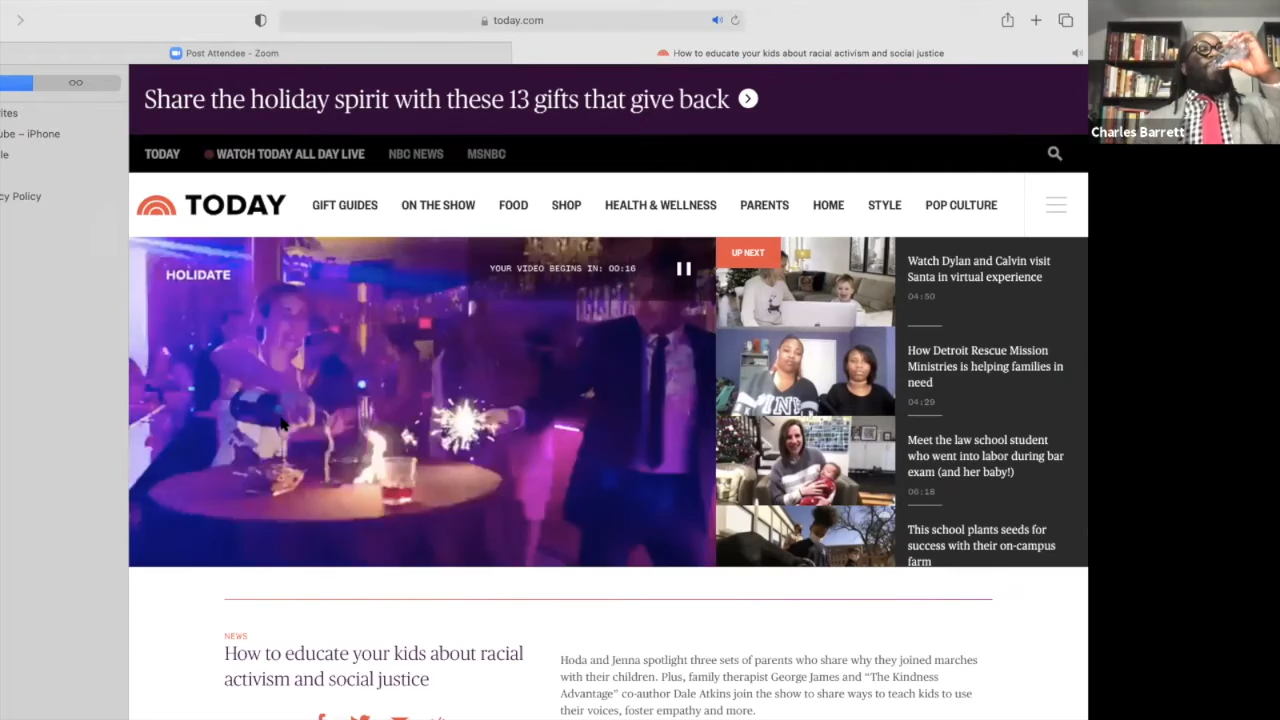 today.com
Post Attendee - Zoom
How to educate your kids about racial activism and social justice
Share the holiday spirit with these 13 gifts that give back
Charles Barrett
TODAY
WATCH TODAY ALL DAY LIVE
NBC NEWS
MSNBC
cy Policy
ube – iPhone
TODAY
GIFT GUIDES
ON THE SHOW
FOOD
SHOP
HEALTH & WELLNESS
PARENTS
HOME
STYLE
POP CULTURE
HOLIDATE
YOUR VIDEO BEGINS IN: 00:16
UP NEXT
Watch Dylan and Calvin visit
Santa in virtual experience
04:50
How Detroit Rescue Mission
Ministries is helping families in
need
04:29
Meet the law school student
who went into labor during bar
exam (and her baby!)
06:18
This school plants seeds for
success with their on-campus
farm
NEWS
How to educate your kids about racial
activism and social justice
Hoda and Jenna spotlight three sets of parents who share why they joined marches
with their children. Plus, family therapist George James and “The Kindness
Advantage” co-author Dale Atkins join the show to share ways to teach kids to use
their voices, foster empathy and more.